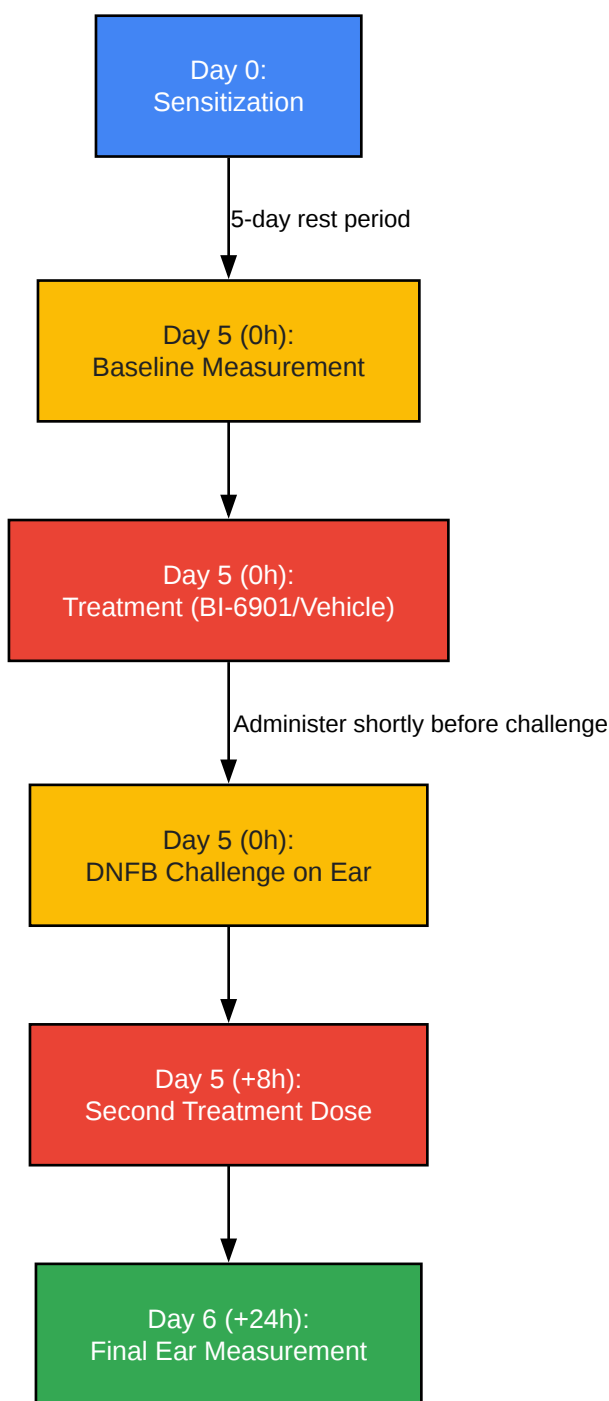 Day 0:
Sensitization
5-day rest period
Day 5 (0h):
Baseline Measurement
Day 5 (0h):
Treatment (BI-6901/Vehicle)
Administer shortly before challenge
Day 5 (0h):
DNFB Challenge on Ear
Day 5 (+8h):
Second Treatment Dose
Day 6 (+24h):
Final Ear Measurement